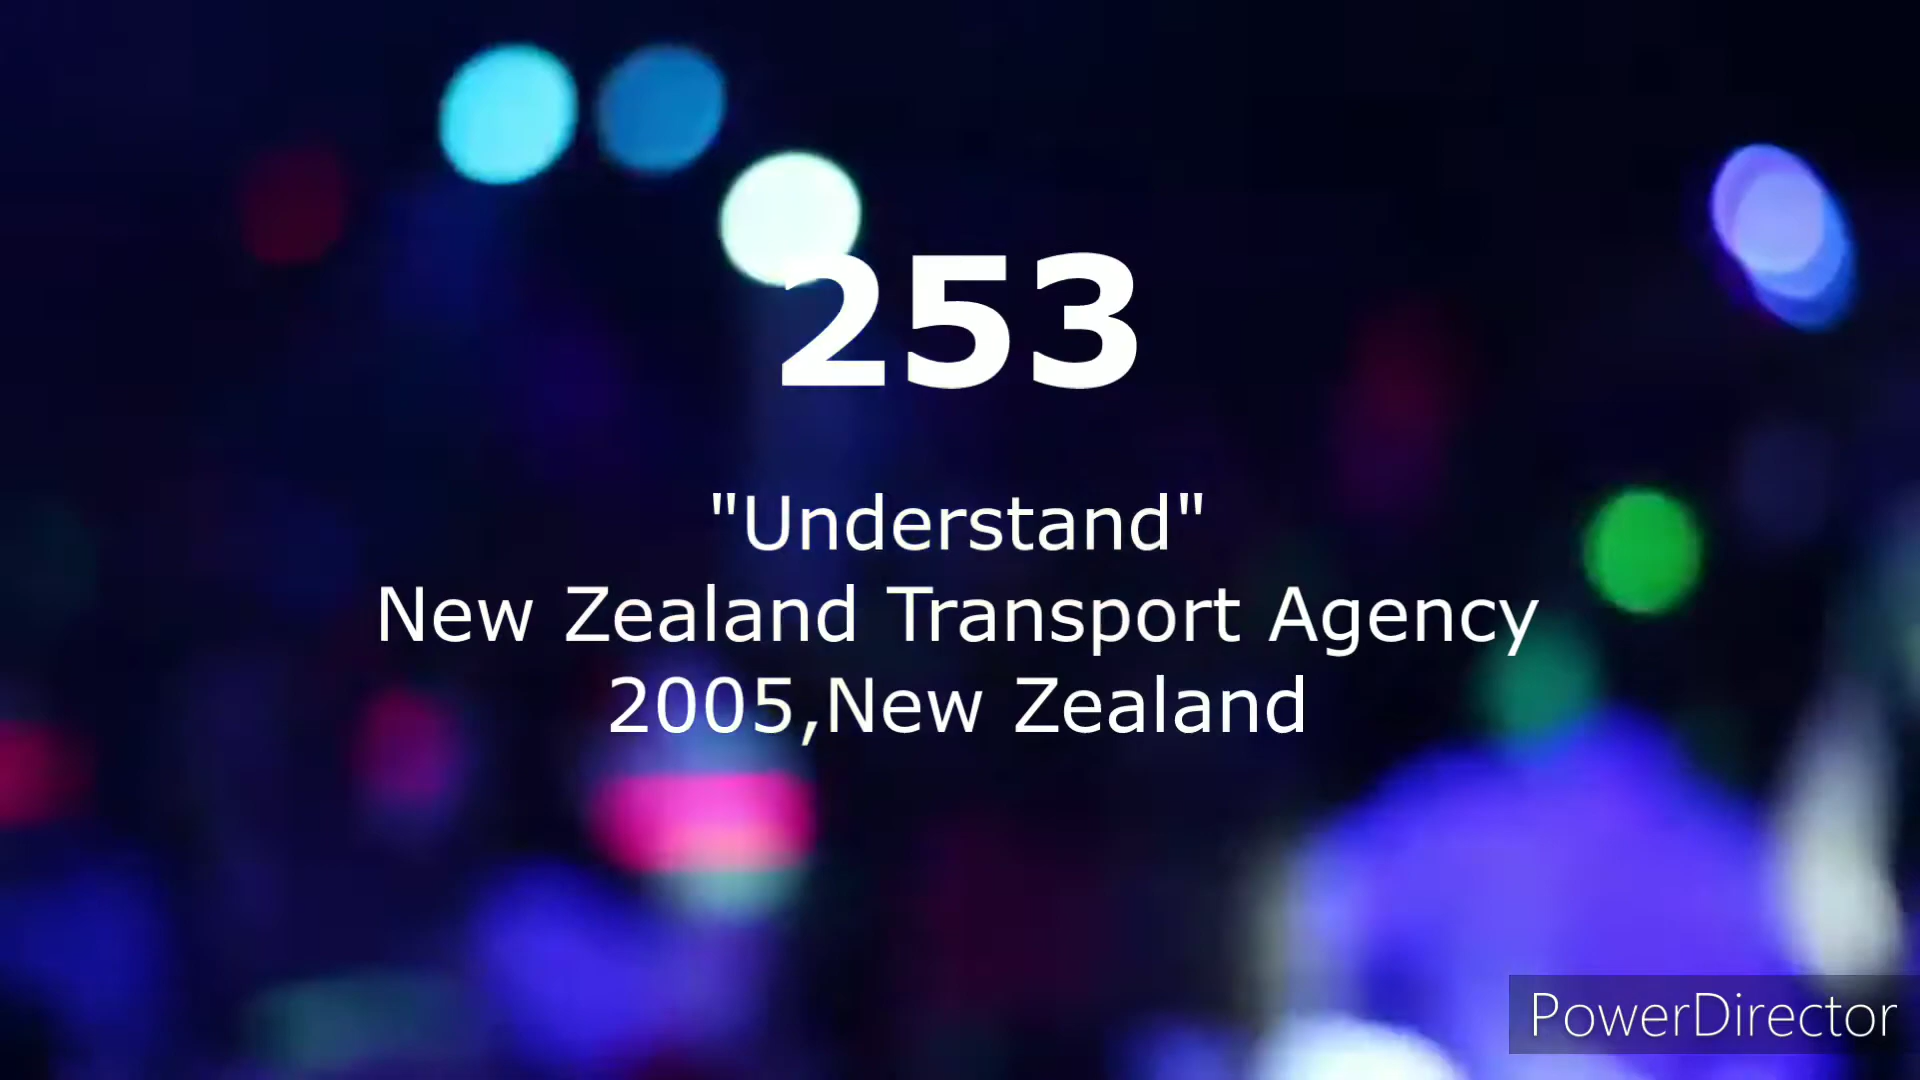 253
"Understand"
New Zealand Transport Agency
2005,New Zealand
PowerDirector